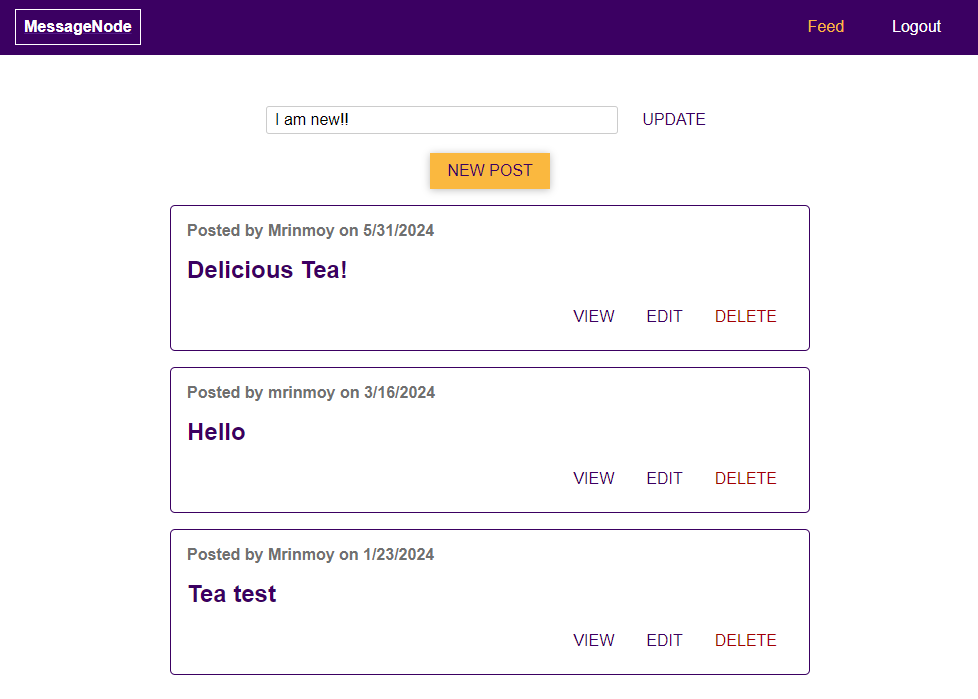 MessageNode Feed Logout
I am new!! UPDATE
NEW POST
Posted by Mrinmoy on 5/31/2024
Delicious Tea!
VIEW EDIT DELETE
Posted by mrinmoy on 3/16/2024
Hello
VIEW EDIT DELETE
Posted by Mrinmoy on 1/23/2024
Tea test
VIEW EDIT DELETE